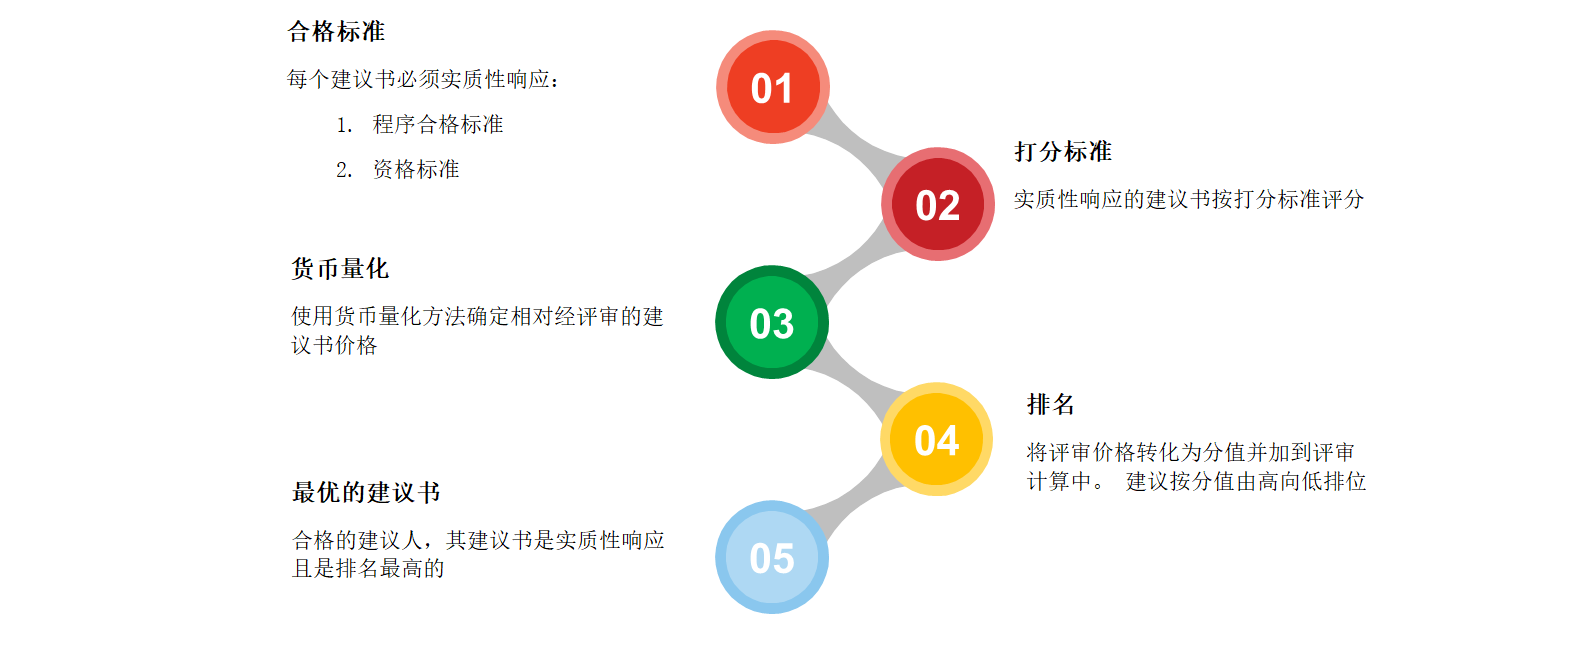 合格标准
每个建议书必须实质性响应：
1. 程序合格标准
2. 资格标准
01
02
打分标准
实质性响应的建议书按打分标准评分
货币量化
使用货币量化方法确定相对经评审的建
议书价格
03
04
排名
将评审价格转化为分值并加到评审
计算中。 建议按分值由高向低排位
最优的建议书
合格的建议人，其建议书是实质性响应
且是排名最高的
05